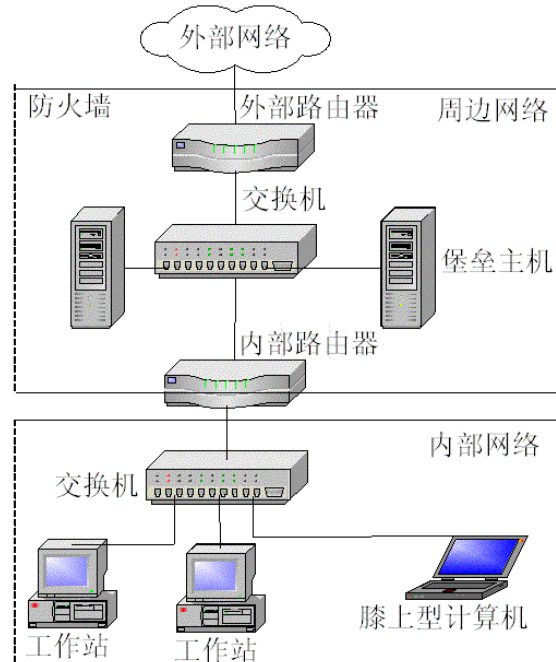 外部网络
防火墙
外部路由器
周边网络
交换机
堡垒主机
内部路由器
内部网络
交换机
膝上型计算机
工作站
工作站